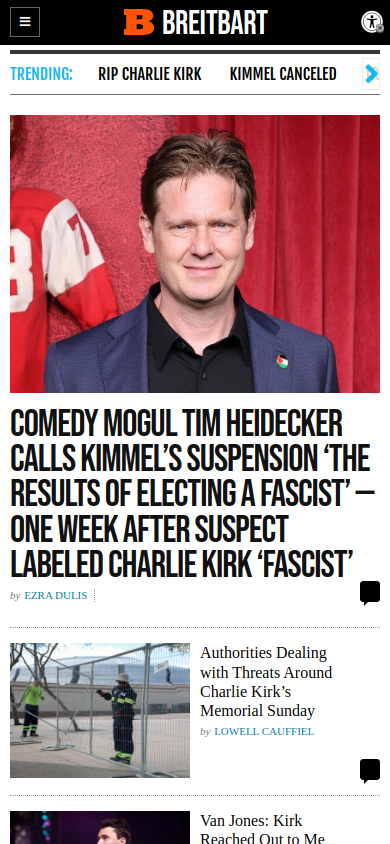 BREITBART
TRENDING:
RIP CHARLIE KIRK
KIMMEL CANCELED
COMEDY MOGUL TIM HEIDECKER
CALLS KIMMEL’S SUSPENSION ‘THE
RESULTS OF ELECTING A FASCIST’ —
ONE WEEK AFTER SUSPECT
LABELED CHARLIE KIRK ‘FASCIST’
by EZRA DULIS
Authorities Dealing
with Threats Around
Charlie Kirk’s
Memorial Sunday
by LOWELL CAUFFIEL
Van Jones: Kirk
Reached Out to Me